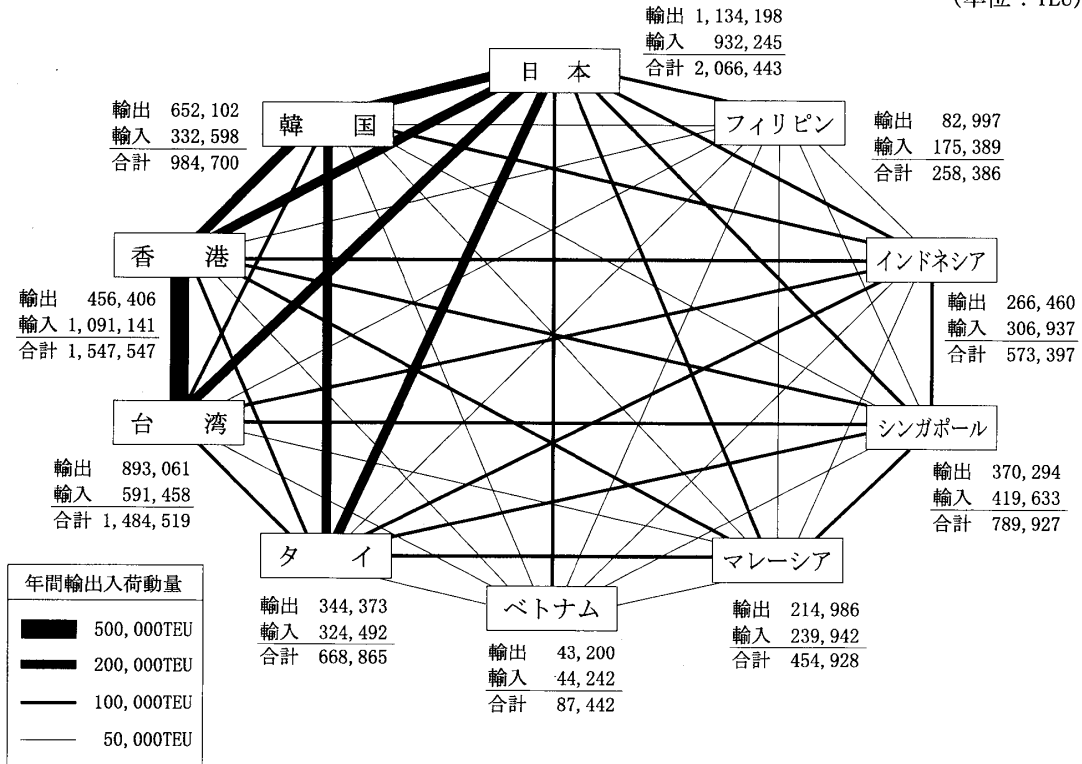 (単位：TEU)
輸出 1,134,198
輸入 932,245
合計 2,066,443
日 本
輸出 652,102
輸入 332,598
合計 984,700
韓 国
フィリピン
輸出 82,997
輸入 175,389
合計 258,386
香 港
インドネシア
輸出 456,406
輸入 1,091,141
合計 1,547,547
輸出 266,460
輸入 306,937
合計 573,397
台 湾
シンガポール
輸出 893,061
輸入 591,458
合計 1,484,519
輸出 370,294
輸入 419,633
合計 789,927
タ イ
マレーシア
ベトナム
輸出 344,373
輸入 324,492
合計 668,865
輸出 43,200
輸入 44,242
合計 87,442
輸出 214,986
輸入 239,942
合計 454,928
年間輸出入荷動量
500,000TEU
200,000TEU
100,000TEU
50,000TEU